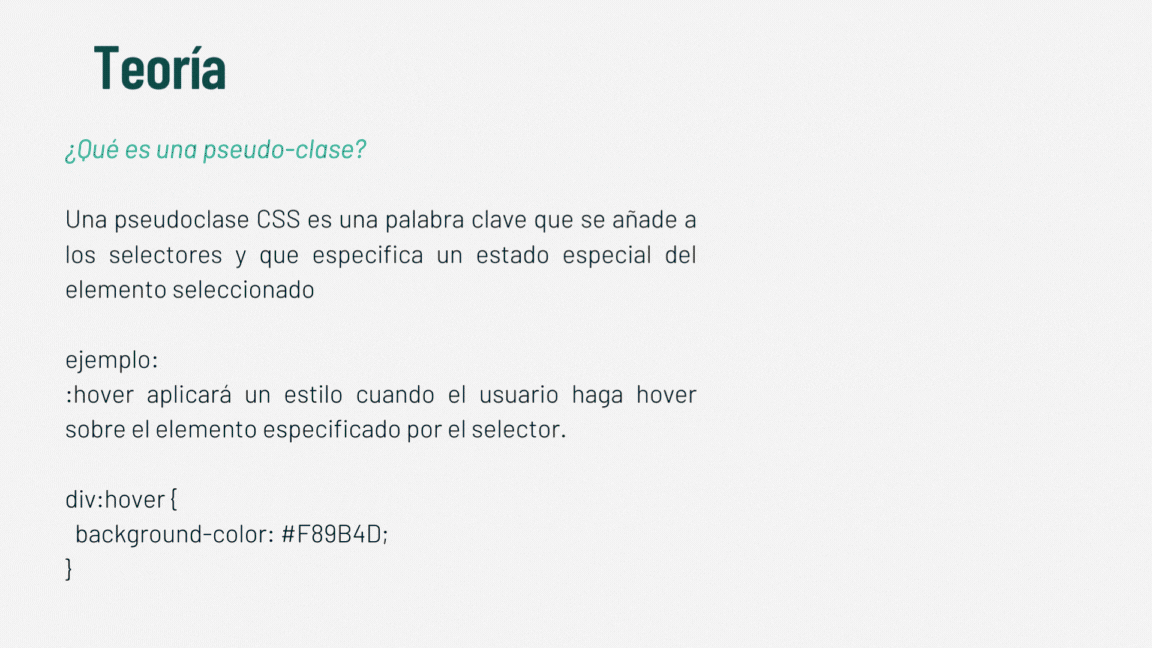 Teoría
¿Qué es una pseudo-clase?
Una pseudoclase CSS es una palabra clave que se añade a
los selectores y que especifica un estado especial del
elemento seleccionado
ejemplo:
:hover aplicará un estilo cuando el usuario haga hover
sobre el elemento especificado por el selector.
div:hover {
  background-color: #F89B4D;
}